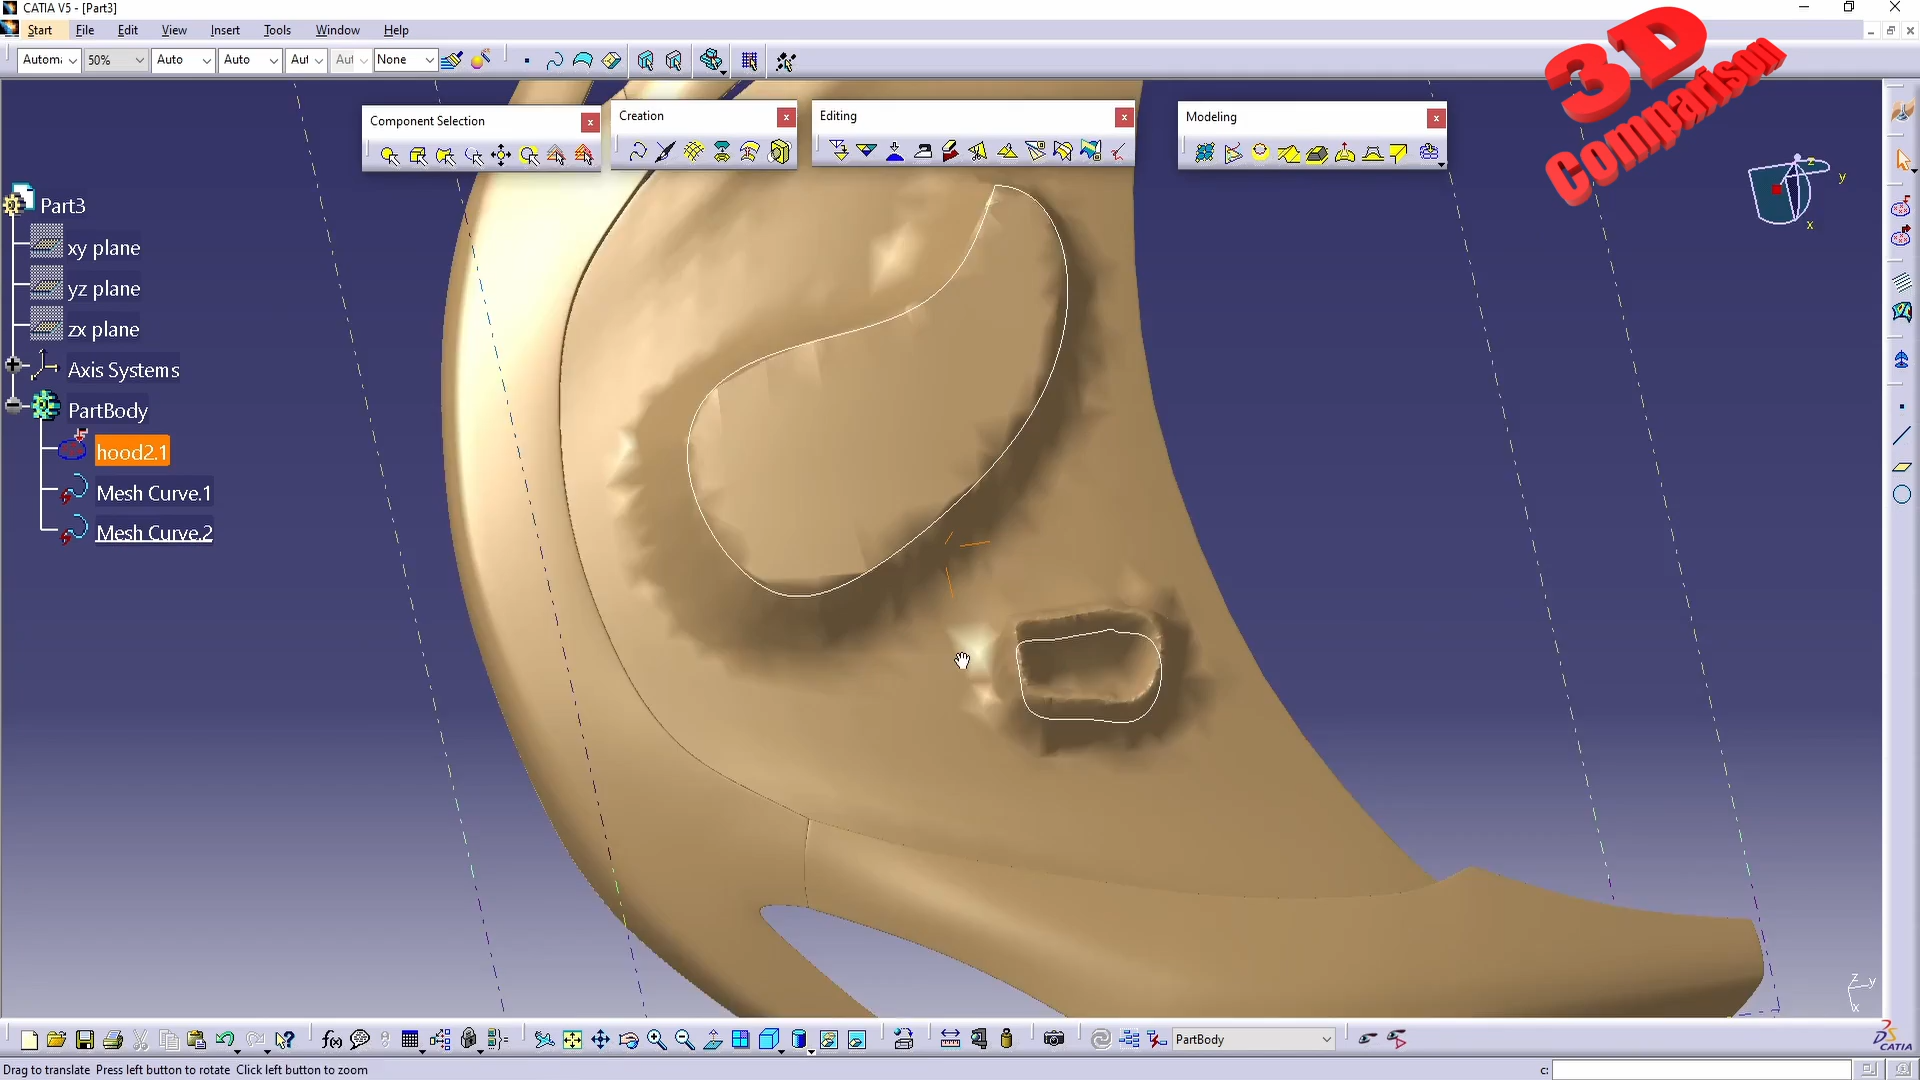 CATIA V5 - [Part3]
Start File Edit View Insert Tools Window Help
Autom 50% Auto Auto Aut Aut None
3D
Comparison
Component Selection
Creation
Editing
Modeling
z
y
x
Part3
xy plane
yz plane
zx plane
Axis Systems
PartBody
hood2.1
Mesh Curve.1
Mesh Curve.2
z
y
x
PartBody
CATIA
Drag to translate Press left button to rotate Click left button to zoom
c: